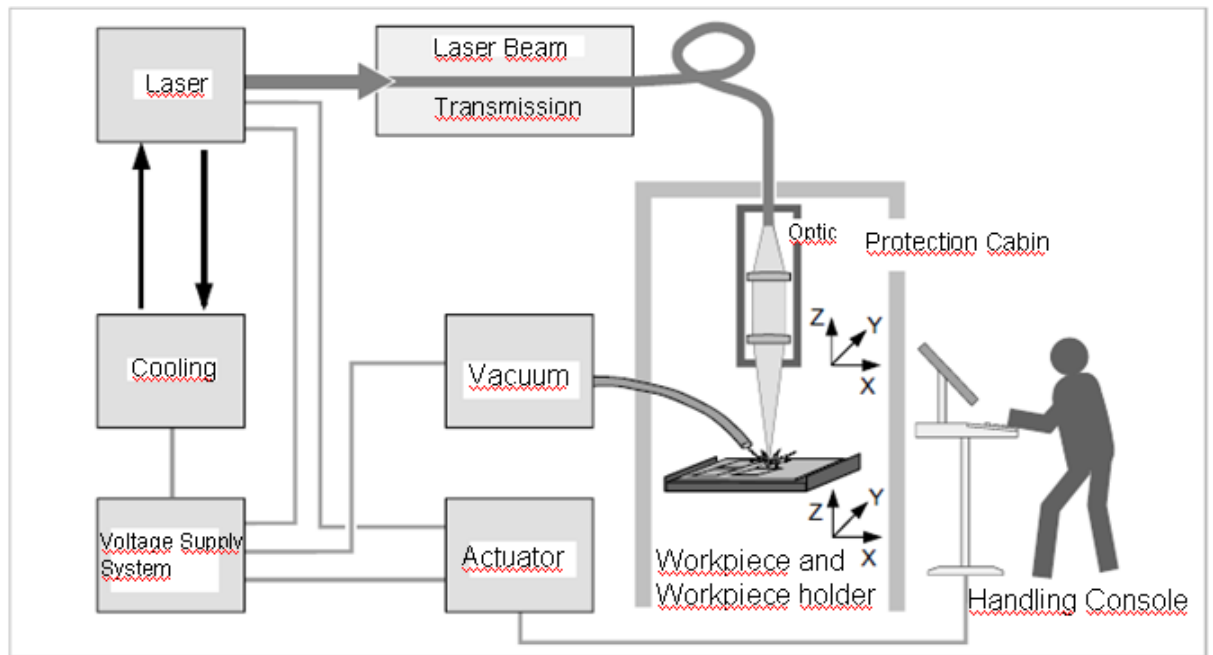 Laser Beam
Laser
Transmission
Optic
Protection Cabin
Z
Y
X
Cooling
Vacuum
Z
Y
X
Voltage Supply
System
Actuator
Workpiece and
Workpiece holder
Handling Console